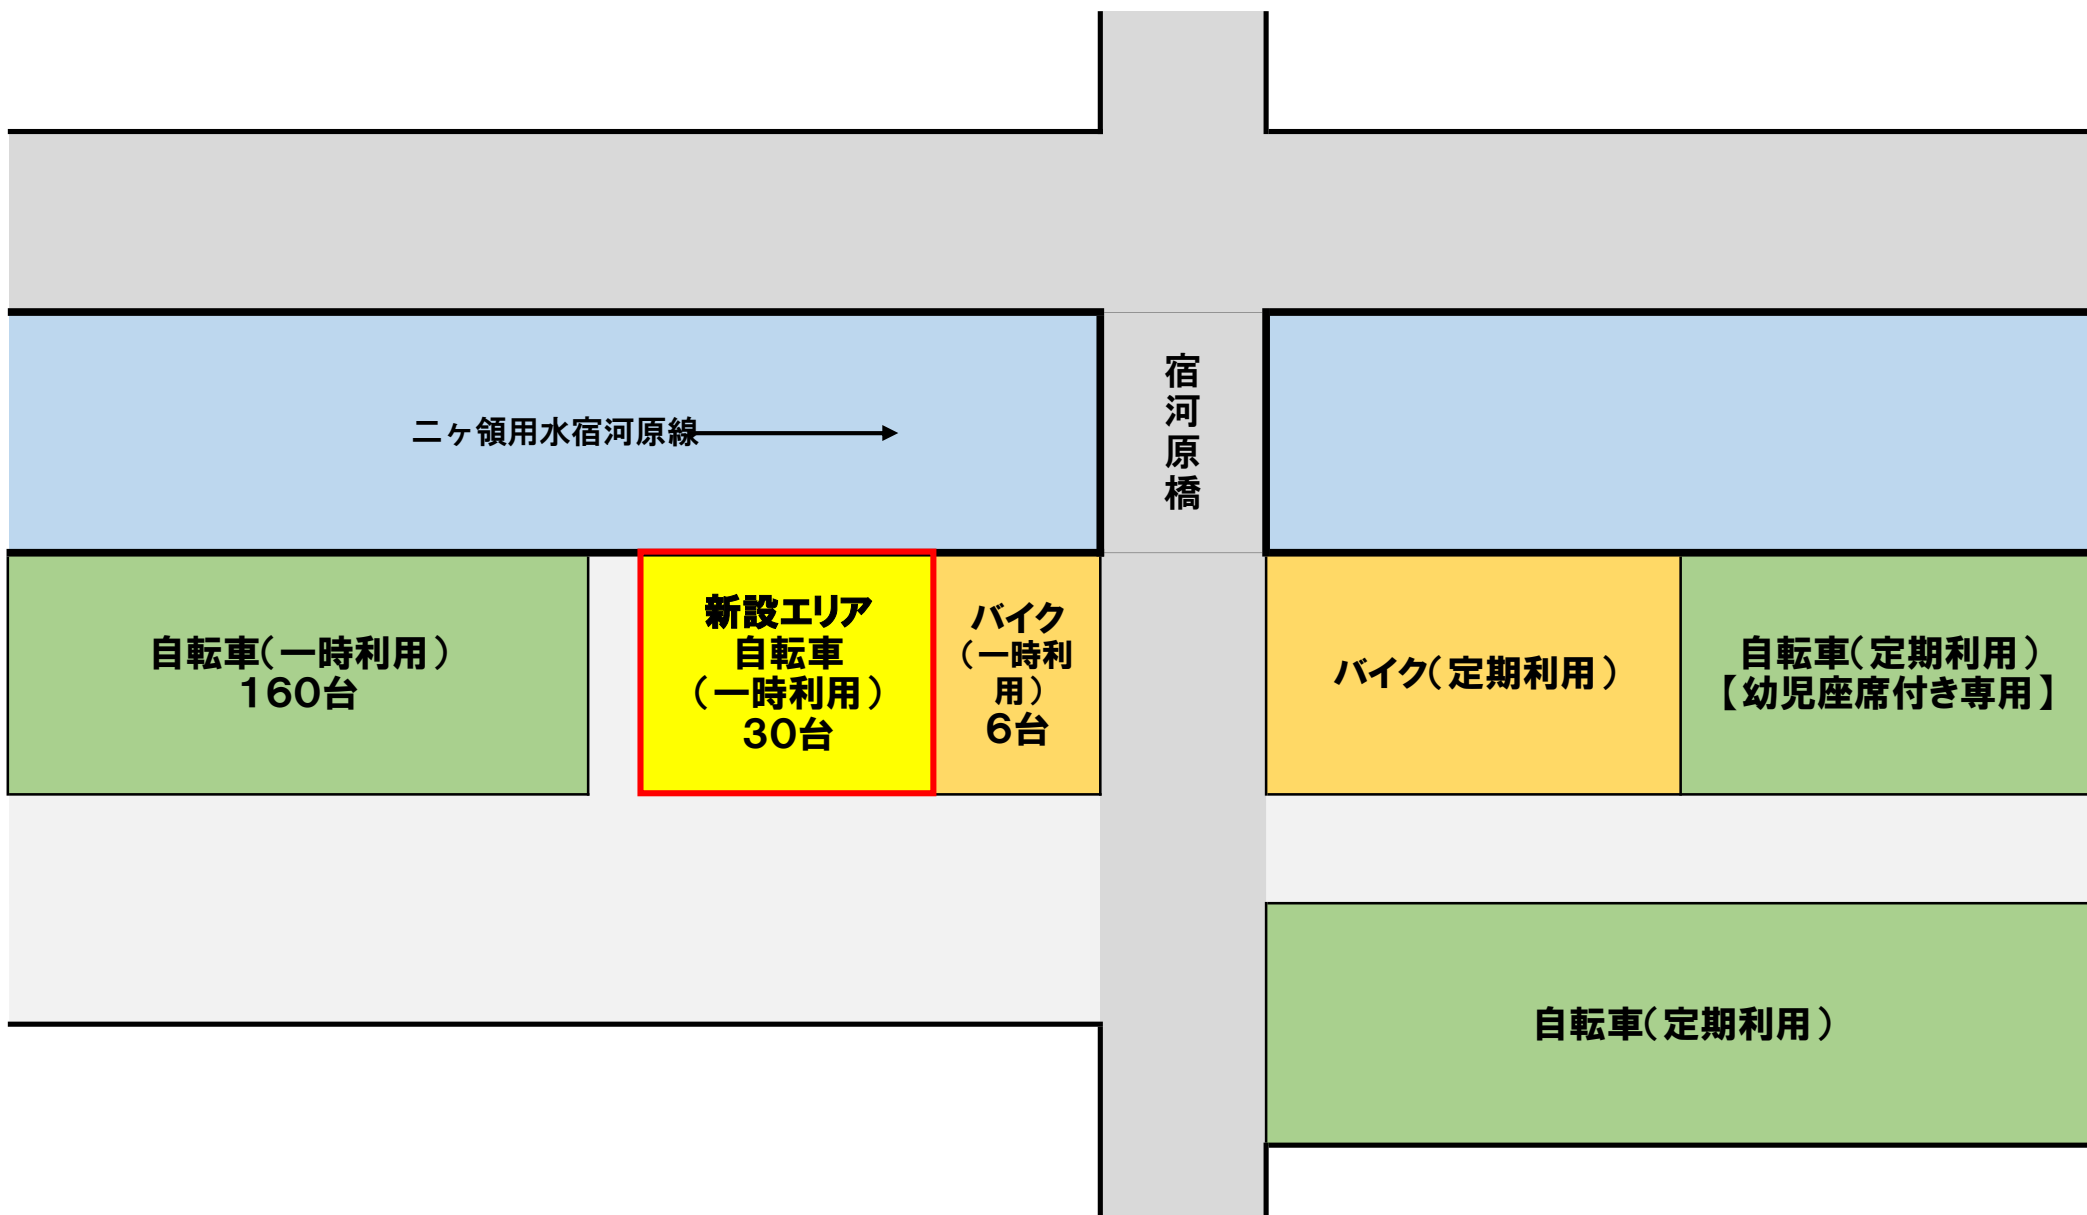 宿河原橋
二ヶ領用水宿河原線
自転車(一時利用)
160台
新設エリア
自転車
(一時利用)
30台
バイク
(一時利
用)
6台
バイク(定期利用)
自転車(定期利用)
【幼児座席付き専用】
自転車(定期利用)